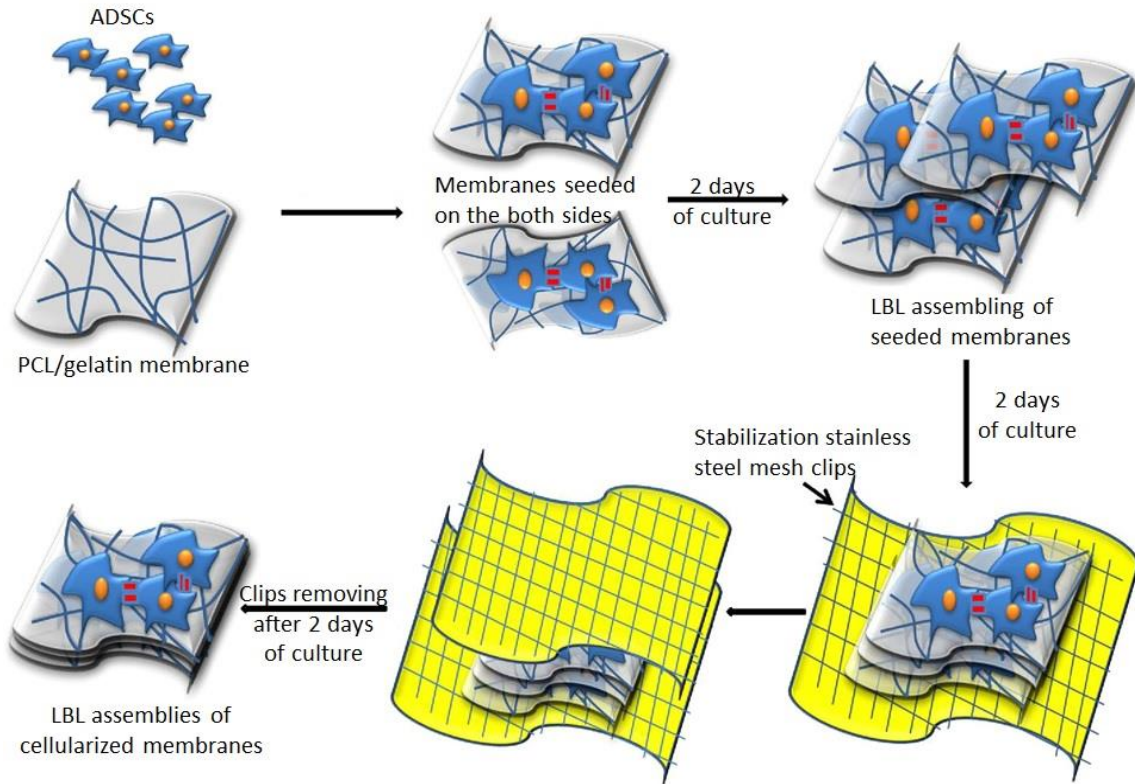 ADSCs
PCL/gelatin membrane
Membranes seeded
on the both sides
2 days
of culture
LBL assembling of
seeded membranes
2 days
of culture
Stabilization stainless
steel mesh clips
Clips removing
after 2 days
of culture
LBL assemblies of
cellularized membranes